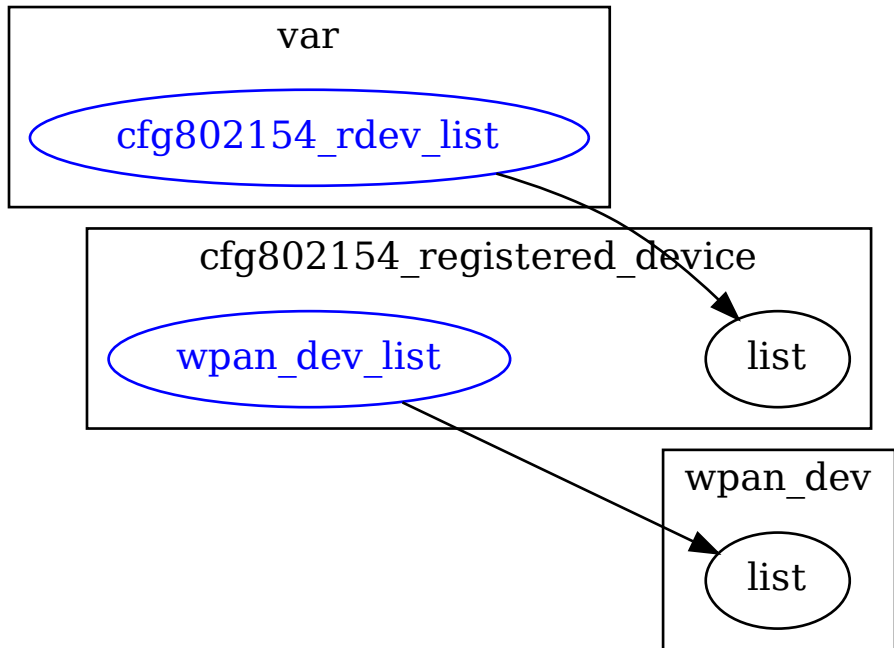 var
cfg802154_rdev_list
cfg802154_registered_device
wpan_dev_list
list
wpan_dev
list